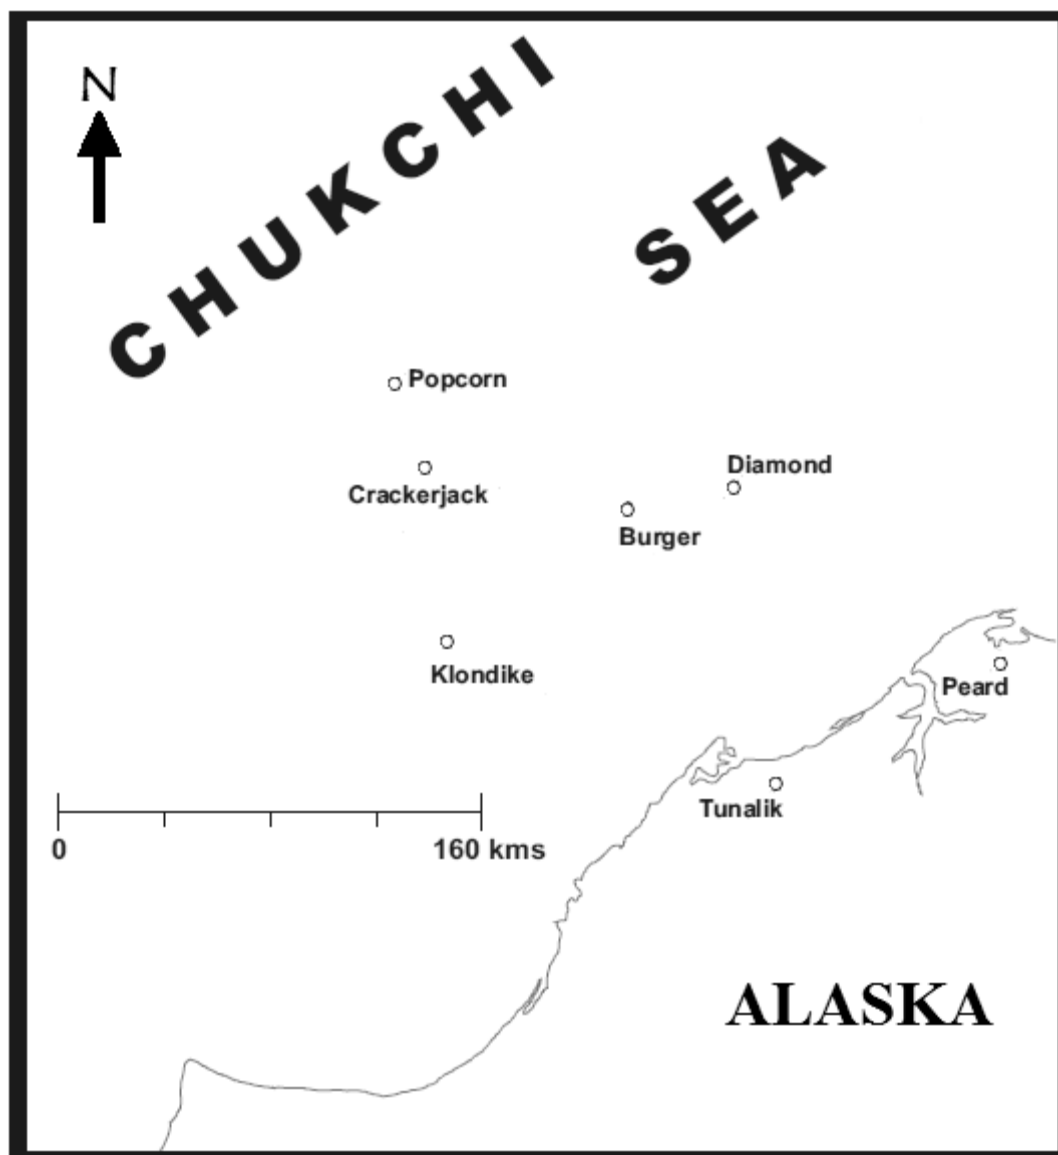 N
CHUKCHI
SEA
Popcorn
Diamond
Crackerjack
Burger
Klondike
Peard
Tunalik
0
160 kms
ALASKA